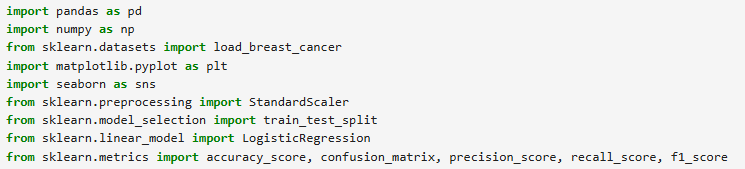 import pandas as pd
import numpy as np
from sklearn.datasets import load_breast_cancer
import matplotlib.pyplot as plt
import seaborn as sns
from sklearn.preprocessing import StandardScaler
from sklearn.model_selection import train_test_split
from sklearn.linear_model import LogisticRegression
from sklearn.metrics import accuracy_score, confusion_matrix, precision_score, recall_score, f1_score